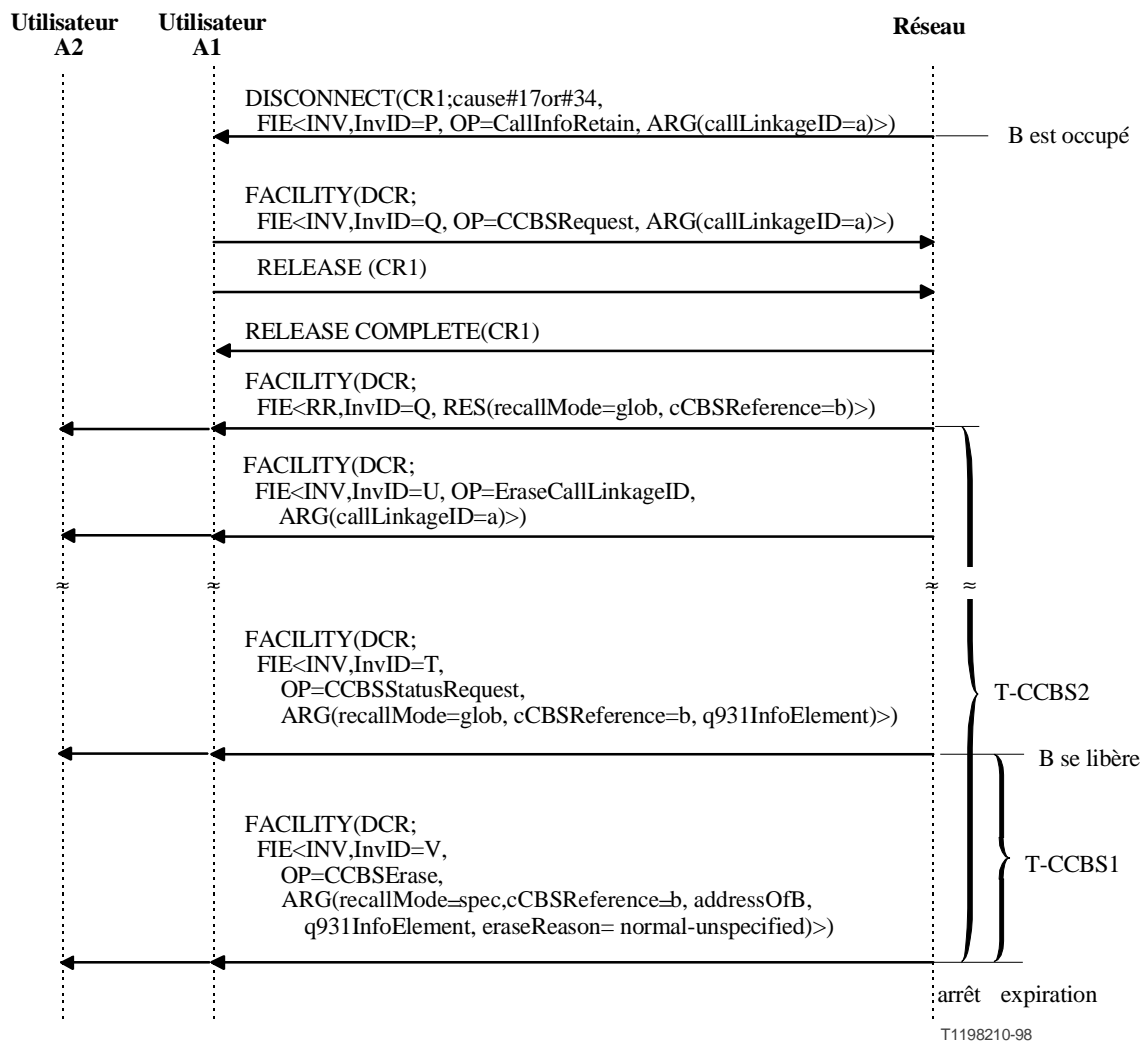 Utilisateur A2
Utilisateur A1
Réseau
DISCONNECT(CR1;cause#17or#34,
FIE<INV,InvID=P, OP=CallInfoRetain, ARG(callLinkageID=a)>)
B est occupé
FACILITY(DCR;
FIE<INV,InvID=Q, OP=CCBSRequest, ARG(callLinkageID=a)>)
RELEASE (CR1)
RELEASE COMPLETE(CR1)
FACILITY(DCR;
FIE<RR,InvID=Q, RES(recallMode=glob, cCBSReference=b)>)
FACILITY(DCR;
FIE<INV,InvID=U, OP=EraseCallLinkageID,
ARG(callLinkageID=a)>)
≈ ≈ ≈ ≈
FACILITY(DCR;
FIE<INV,InvID=T,
OP=CCBSStatusRequest,
ARG(recallMode=glob, cCBSReference=b, q931InfoElement)>)
T-CCBS2
B se libère
FACILITY(DCR;
FIE<INV,InvID=V,
OP=CCBSErase,
ARG(recallMode=spec,cCBSReference=b, addressOfB,
q931InfoElement, eraseReason= normal-unspecified)>)
T-CCBS1
arrêt expiration
T1198210-98